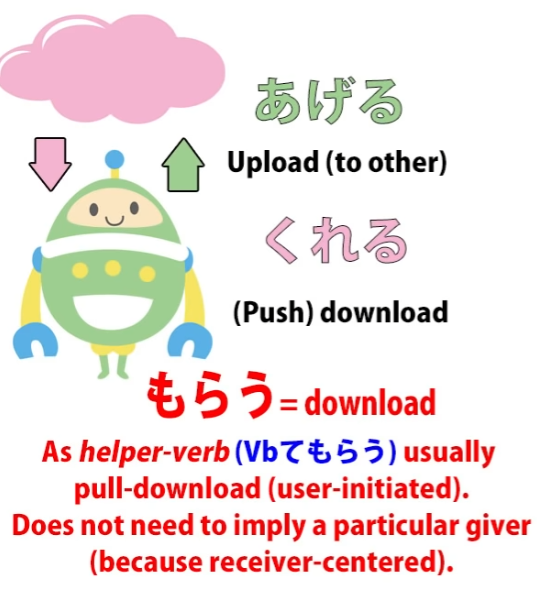 あげる
Upload (to other)
くれる
(Push) download
もらう = download
As helper-verb (Vbてもらう) usually
pull-download (user-initiated).
Does not need to imply a particular giver
(because receiver-centered).